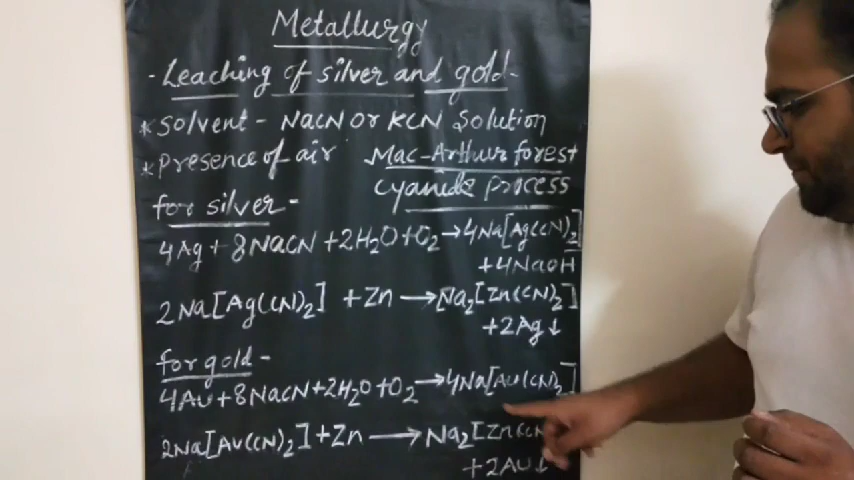 Metallurgy
- Leaching of silver and gold -
* Solvent - NaCN or KCN Solution
* Presence of air Mac-Arthur forest
Cyanide process
for silver -
4Ag + 8NaCN + 2H₂O + O₂ → 4Na[Ag(CN)₂]
+ 4NaOH
2Na[Ag(CN)₂] + Zn → Na₂[Zn(CN)₂]
+ 2Ag↓
for gold -
4Au + 8NaCN + 2H₂O + O₂ → 4Na[Au(CN)₂]
2Na[Au(CN)₂] + Zn → Na₂[Zn(CN
+ 2Au↓